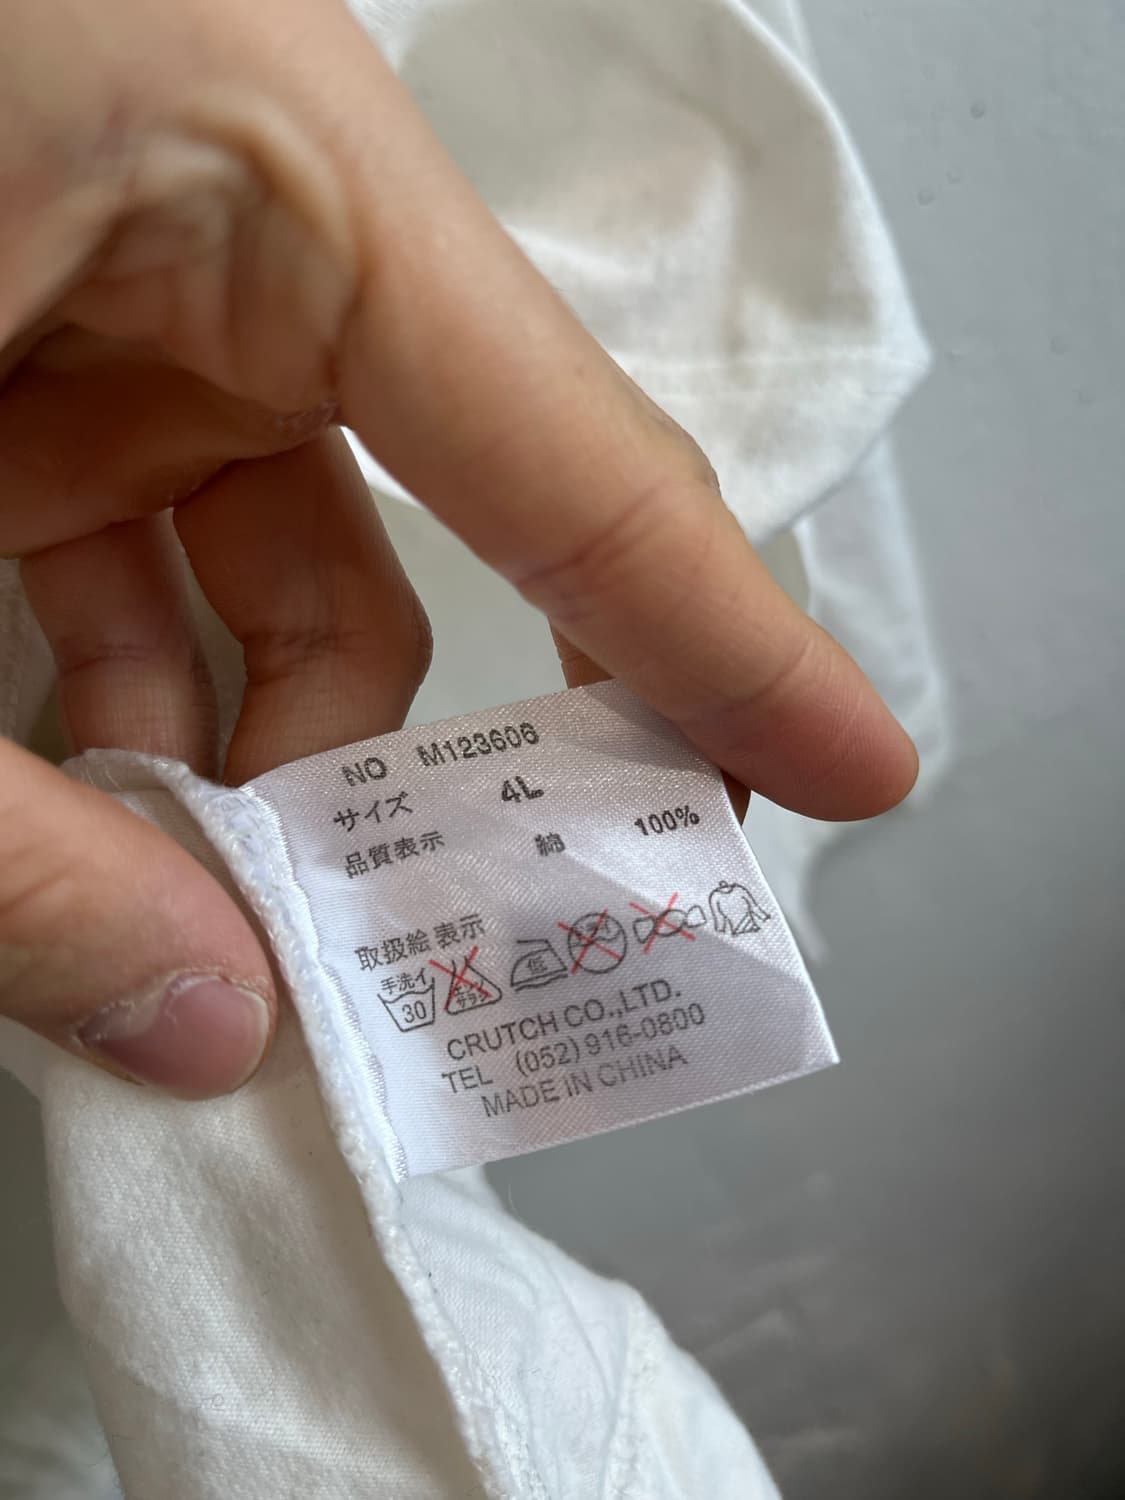 NO M123606
サイズ 4L
品質表示 綿 100%
取扱絵表示
手洗イ 30 低
CRUTCH CO.,LTD.
TEL (052)916-0800
MADE IN CHINA